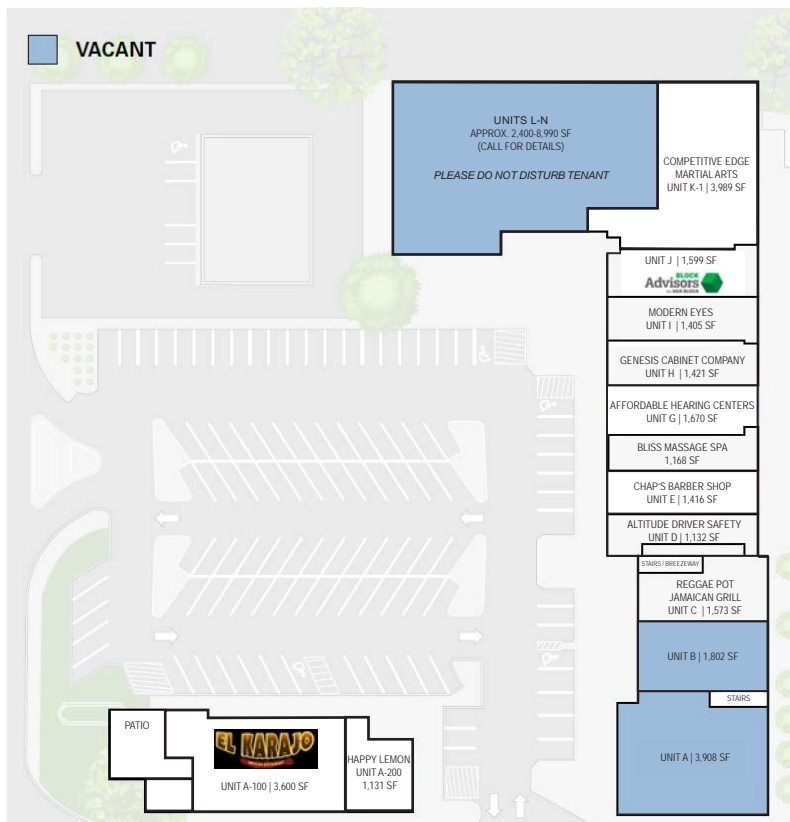 VACANT
UNITS L-N
APPROX. 2,400-8,990 SF
(CALL FOR DETAILS)
PLEASE DO NOT DISTURB TENANT
COMPETITIVE EDGE
MARTIAL ARTS
UNIT K-1 | 3,989 SF
UNIT J | 1,599 SF
BLOCK
Advisors
by H&R BLOCK
MODERN EYES
UNIT I | 1,405 SF
GENESIS CABINET COMPANY
UNIT H | 1,421 SF
AFFORDABLE HEARING CENTERS
UNIT G | 1,670 SF
BLISS MASSAGE SPA
1,168 SF
CHAP'S BARBER SHOP
UNIT E | 1,416 SF
ALTITUDE DRIVER SAFETY
UNIT D | 1,132 SF
STAIRS / BREEZEWAY
REGGAE POT
JAMAICAN GRILL
UNIT C | 1,573 SF
UNIT B | 1,802 SF
STAIRS
UNIT A | 3,908 SF
PATIO
EL KARAJO
UNIT A-100 | 3,600 SF
HAPPY LEMON
UNIT A-200
1,131 SF